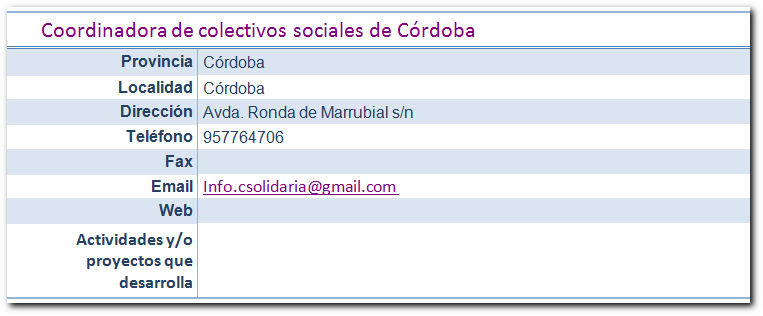 Coordinadora de colectivos sociales de Córdoba
Provincia Córdoba
Localidad Córdoba
Dirección Avda. Ronda de Marrubial s/n
Teléfono 957764706
Fax
Email Info.csolidaria@gmail.com
Web
Actividades y/o
proyectos que
desarrolla